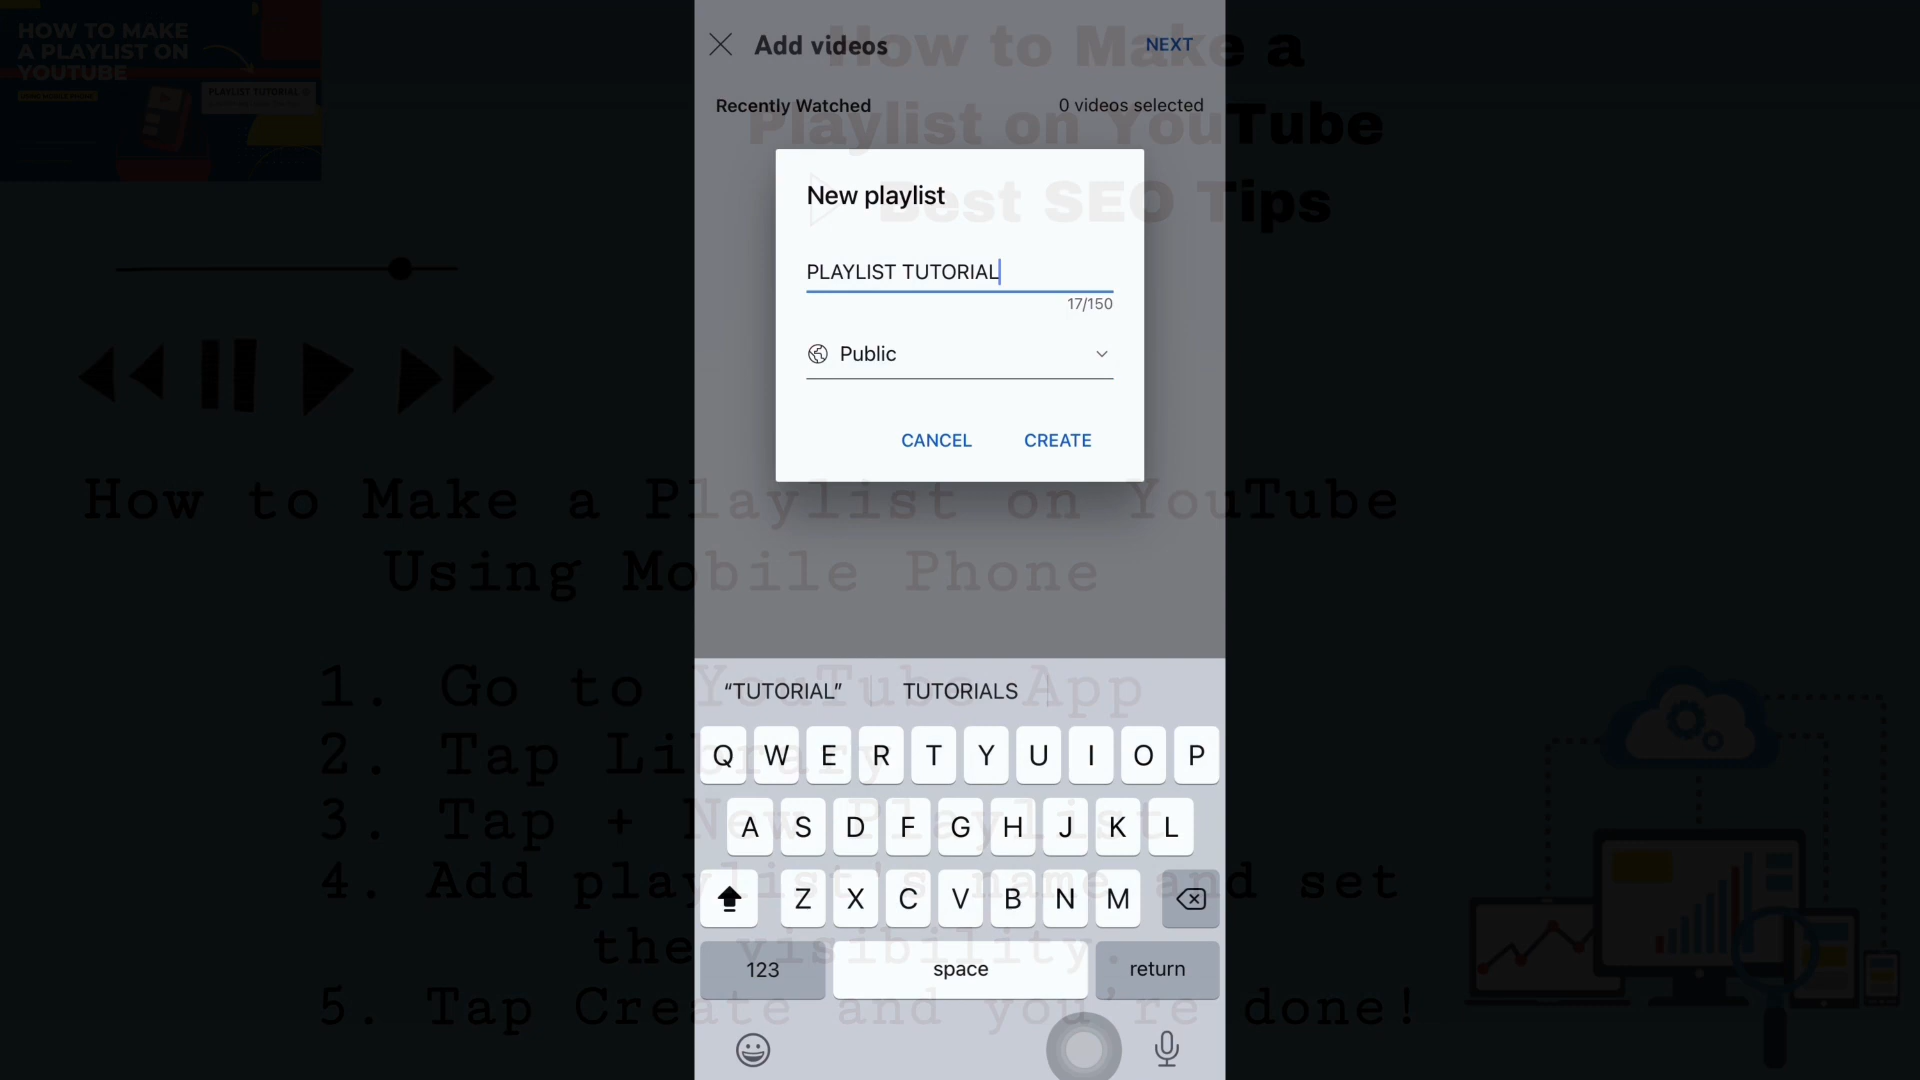 HOW TO MAKE
A PLAYLIST ON
YOUTUBE
PLAYLIST TUTORIAL
Add videos
NEXT
Recently Watched
0 videos selected
How to Make a
Playlist on YouTube
Best SEO Tips
New playlist
PLAYLIST TUTORIAL
17/150
Public
CANCEL
CREATE
How to Make a Playlist on YouTube
Using Mobile Phone
1. Go to YouTube App
2. Tap Library
3. Tap + New Playlist
4. Add playlist's name and set
the visibility.
5. Tap Create and you're done!
“TUTORIAL”
TUTORIALS
Q W E R T Y U I O P
A S D F G H J K L
Z X C V B N M
123
space
return